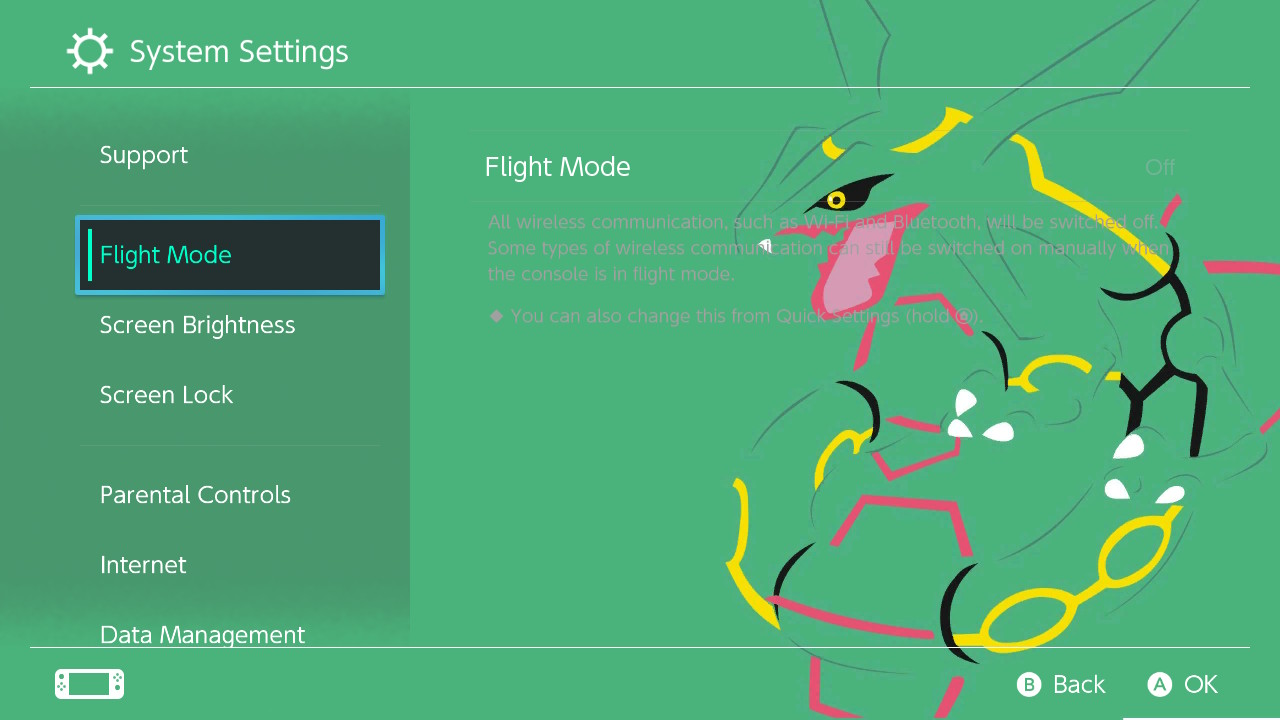 System Settings
Support
Flight Mode
Screen Brightness
Screen Lock
Parental Controls
Internet
Data Management
Flight Mode
Off
All wireless communication, such as Wi-Fi and Bluetooth, will be switched off.
Some types of wireless communication can still be switched on manually when
the console is in flight mode.
◆ You can also change this from Quick Settings (hold ).
B Back
A OK